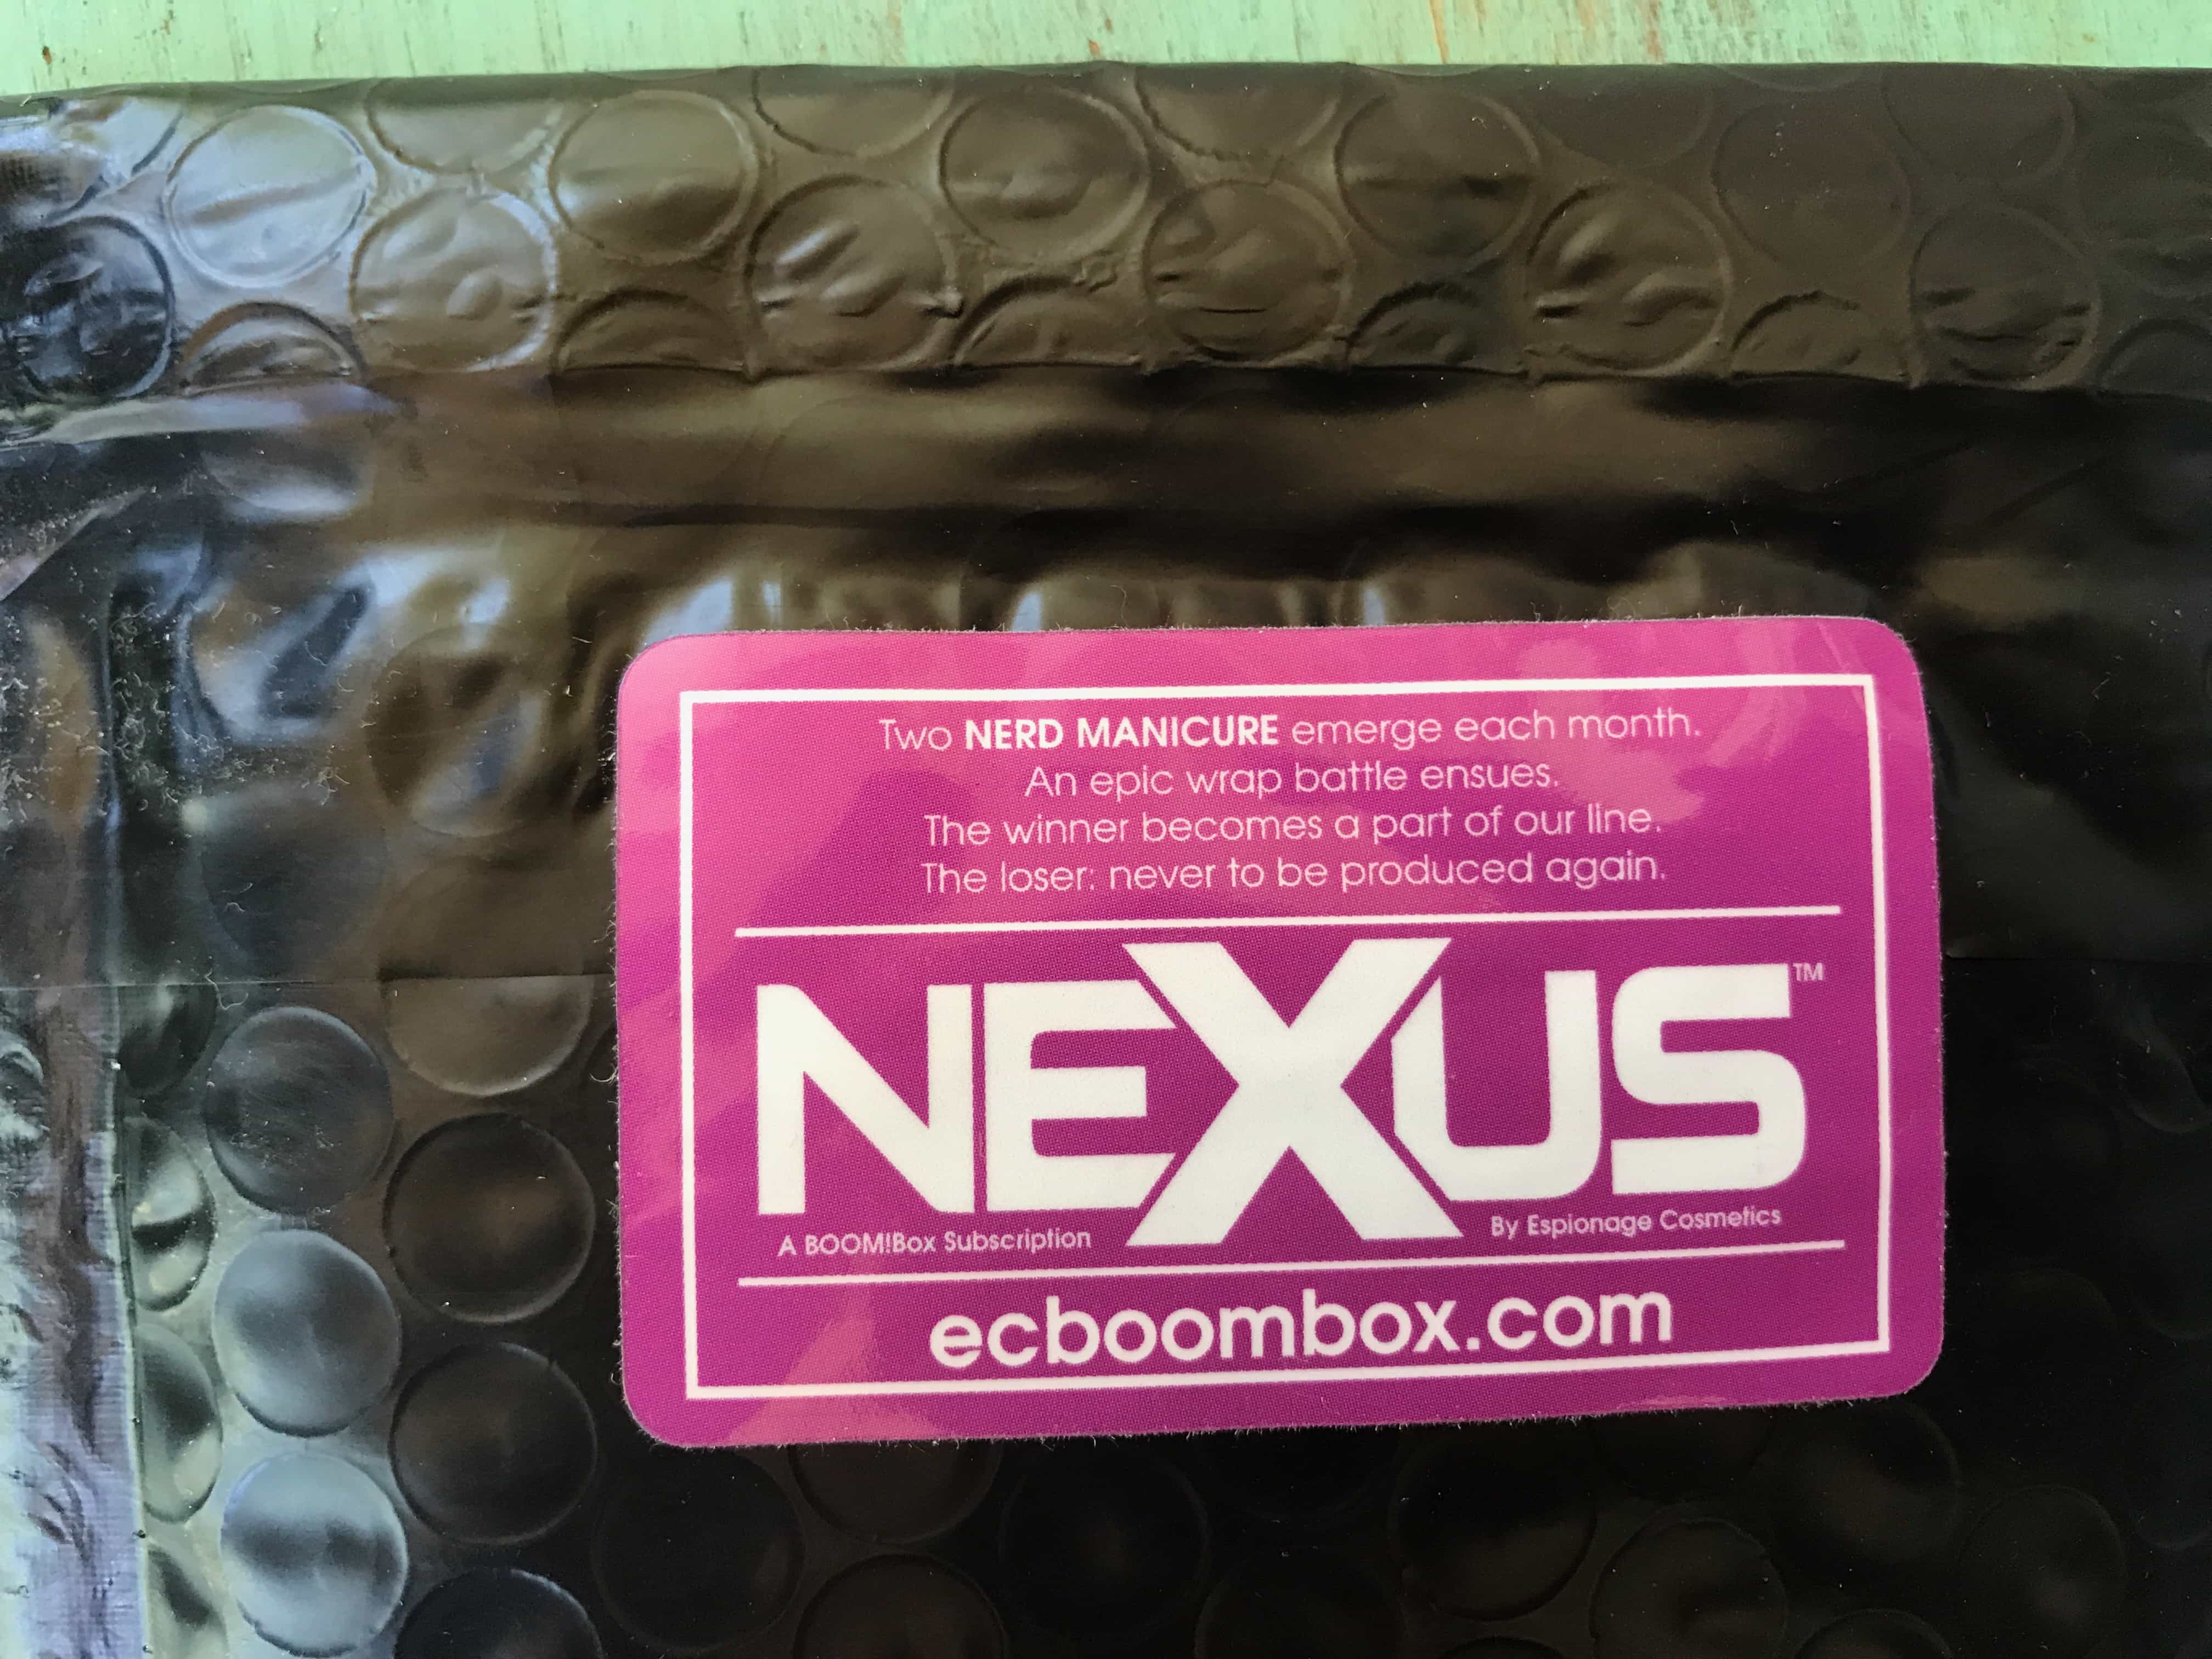 Two NERD MANICURE emerge each month.
An epic wrap battle ensues.
The winner becomes a part of our line.
The loser: never to be produced again.
NEXUS™
A BOOM!Box Subscription
By Espionage Cosmetics
ecboombox.com